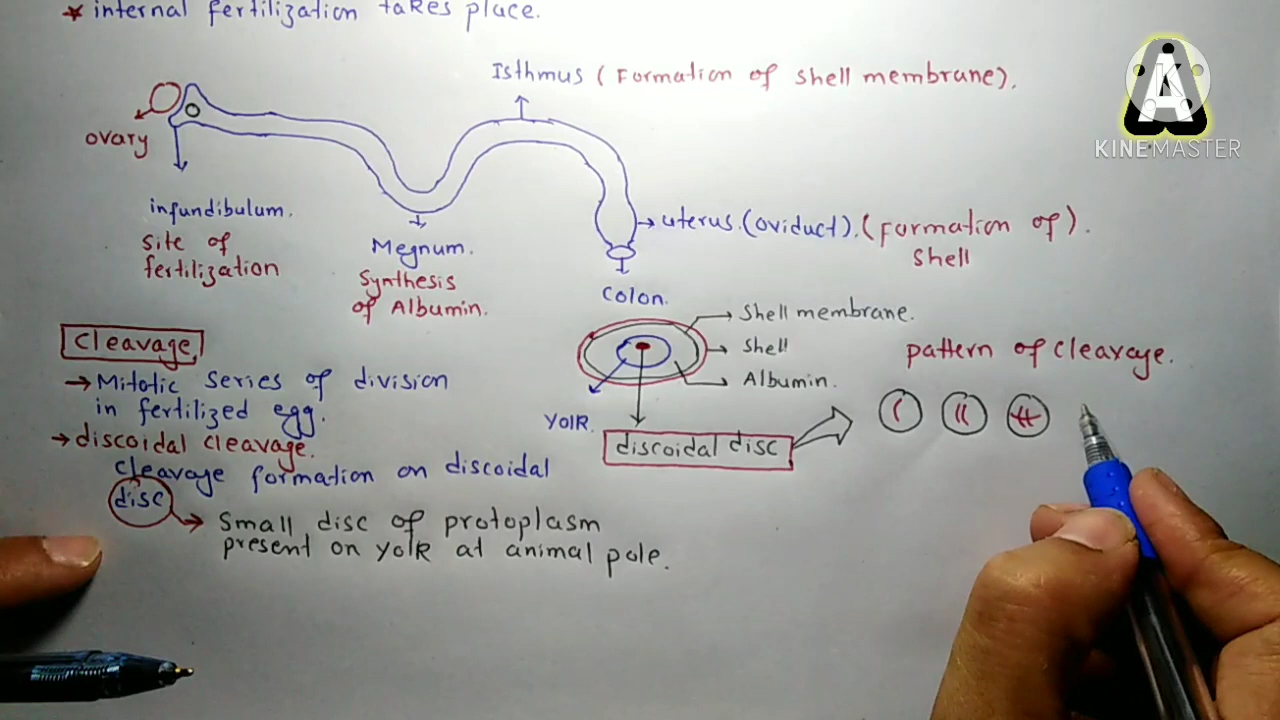 * internal fertilization takes place.
Isthmus (Formation of shell membrane).
ovary
infundibulum.
Site of
fertilization
Megnum.
Synthesis
of Albumin.
uterus.(oviduct).(Formation of).
Shell
Colon.
AK
KINEMASTER
Cleavage
→ Mitotic series of division
in fertilized egg.
→ discoidal cleavage.
cleavage formation on discoidal
disc
→ Small disc of protoplasm
present on yolk at animal pole.
Shell membrane.
Shell
Albumin.
yolk.
discoidal disc
pattern of cleavage.